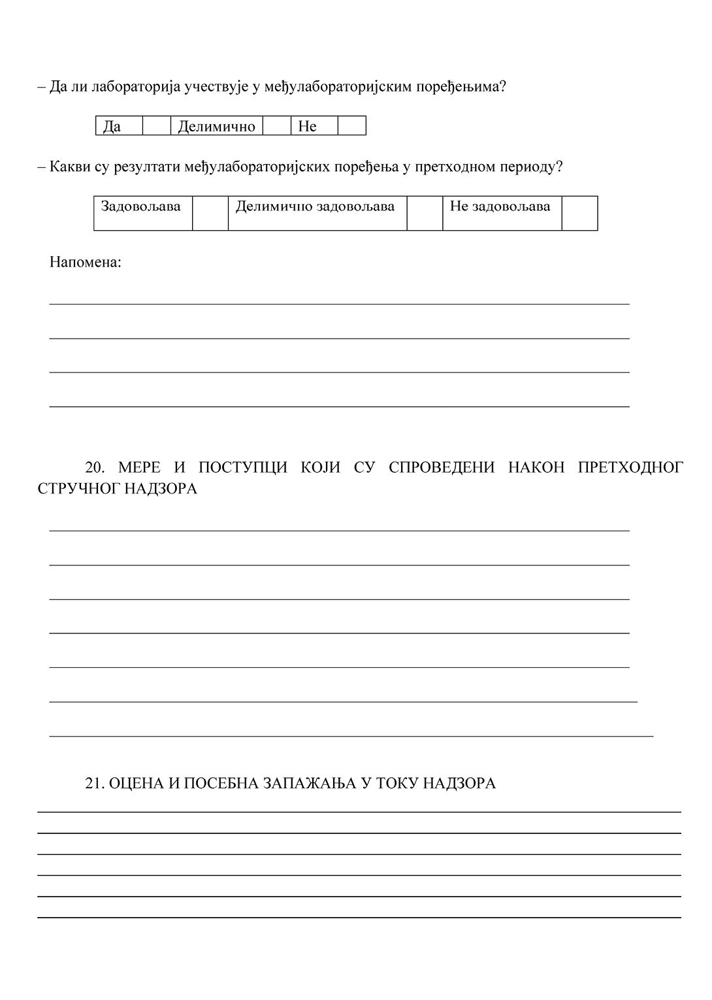 – Да ли лабораторија учествује у међулабораторијским поређењима?
Да Делимично Не
– Какви су резултати међулабораторијских поређења у претходном периоду?
Задовољава Делимично задовољава Не задовољава
Напомена:
20. МЕРЕ И ПОСТУПЦИ КОЈИ СУ СПРОВЕДЕНИ НАКОН ПРЕТХОДНОГ
СТРУЧНОГ НАДЗОРА
21. ОЦЕНА И ПОСЕБНА ЗАПАЖАЊА У ТОКУ НАДЗОРА